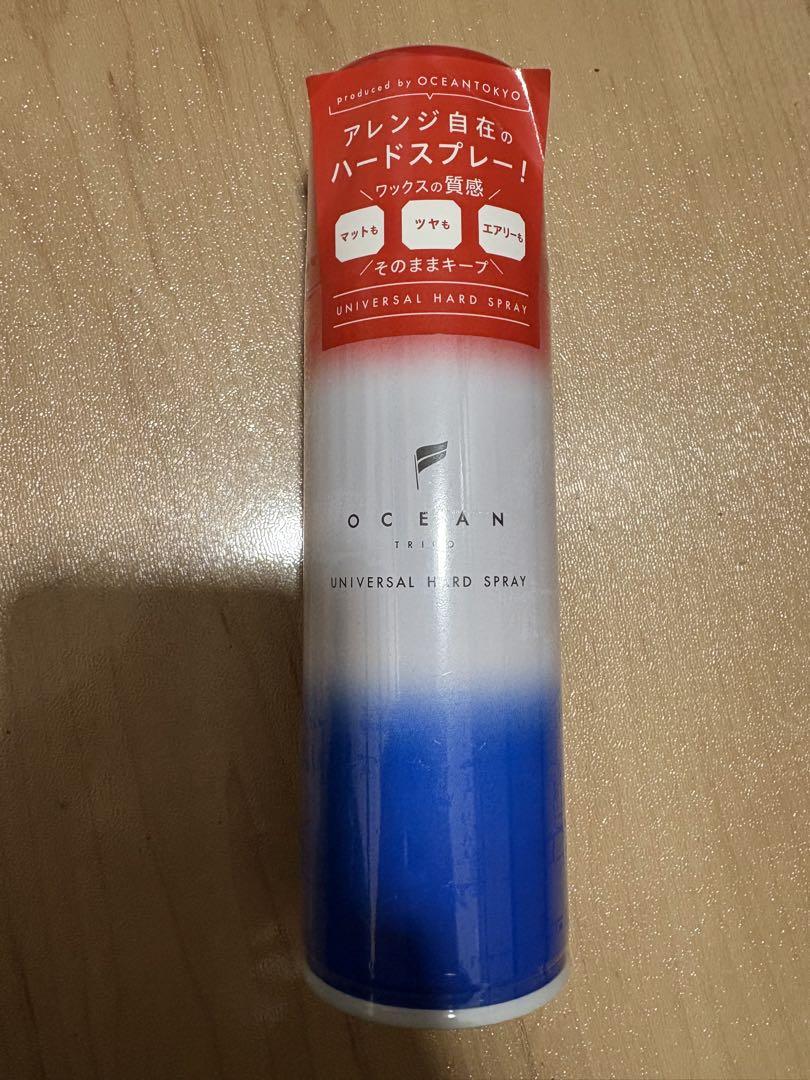 produced by OCEANTOKYO
アレンジ自在の
ハードスプレー!
\ワックスの質感/
マットも ツヤも エアリーも
/そのままキープ\
UNIVERSAL HARD SPRAY
OCEAN
TRICO
UNIVERSAL HARD SPRAY